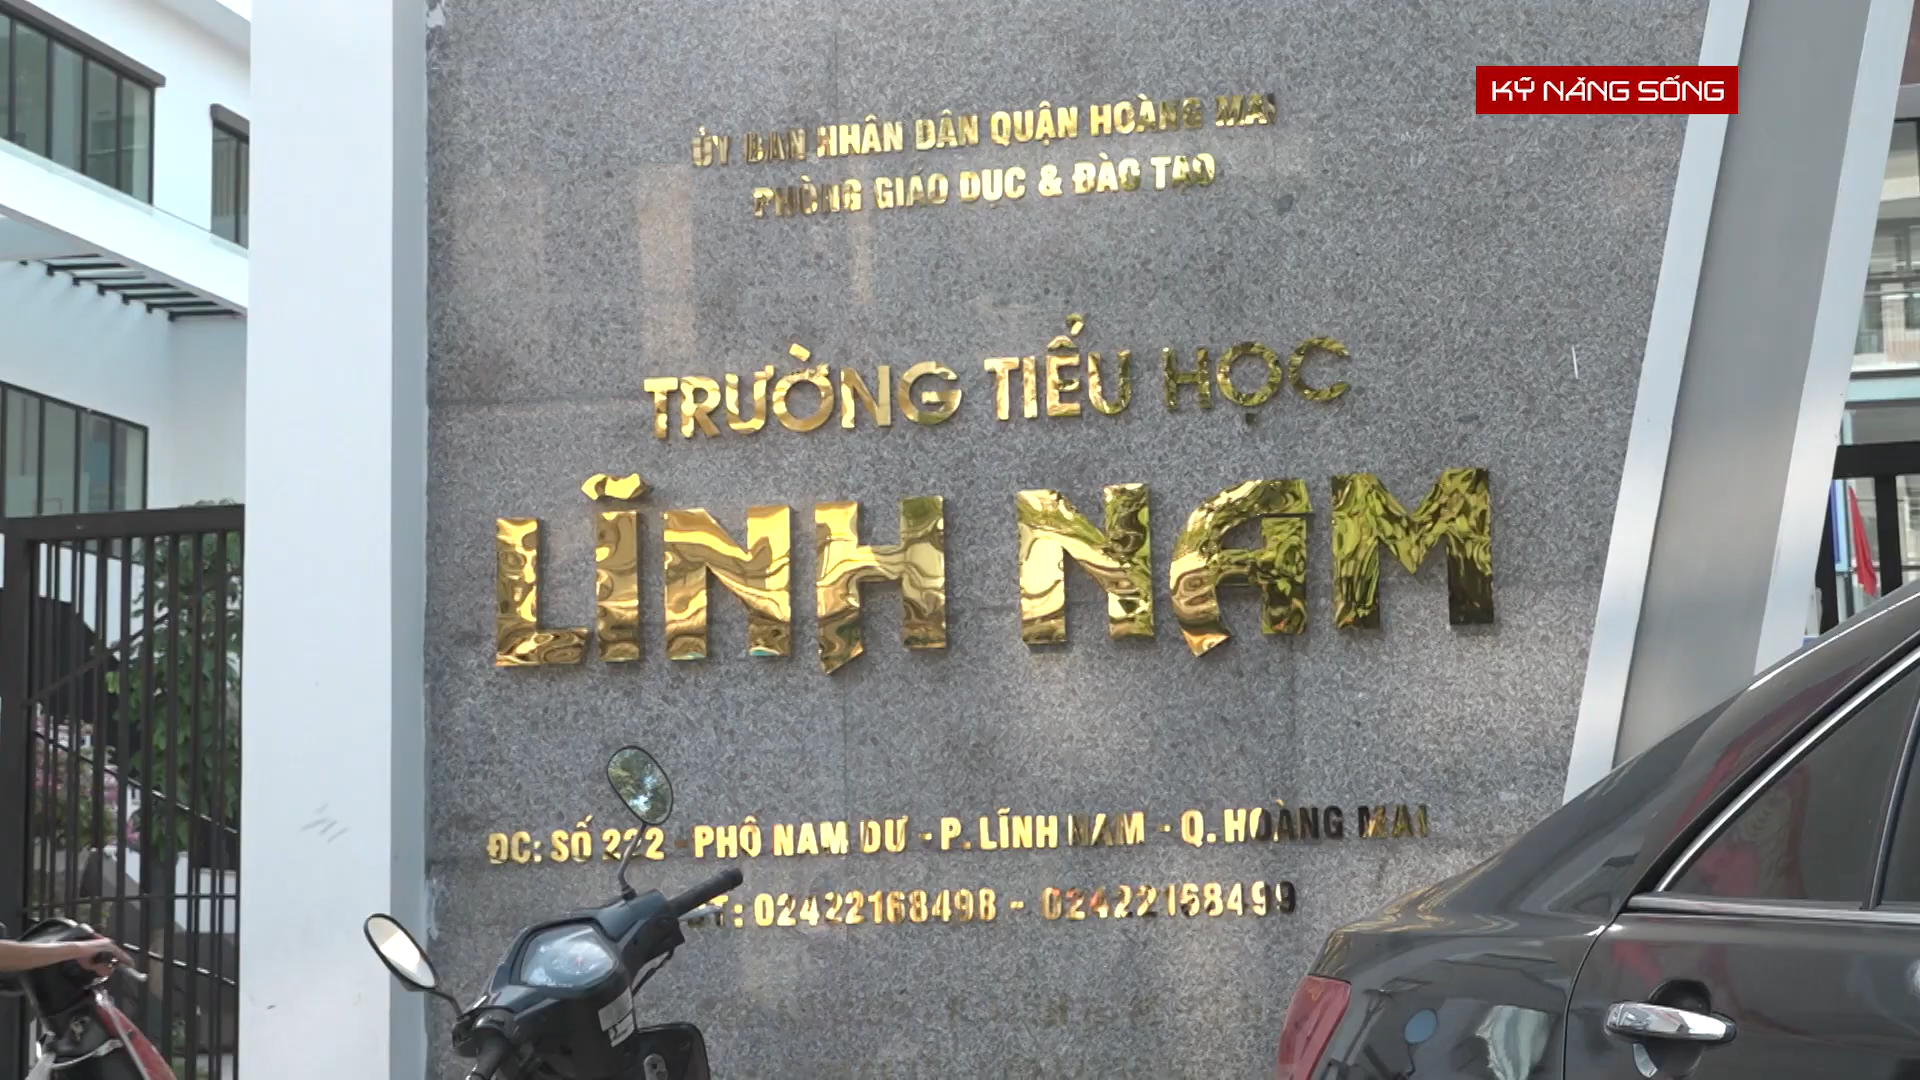 KỸ NĂNG SỐNG
ỦY BAN NHÂN DÂN QUẬN HOÀNG MAI
PHÒNG GIAO DỤC & ĐÀO TẠO
TRƯỜNG TIỂU HỌC
LĨNH NAM
ĐC: SỐ 222 - PHỐ NAM DƯ - P. LĨNH NAM - Q. HOÀNG MAI
T: 02422168498 - 02422168499